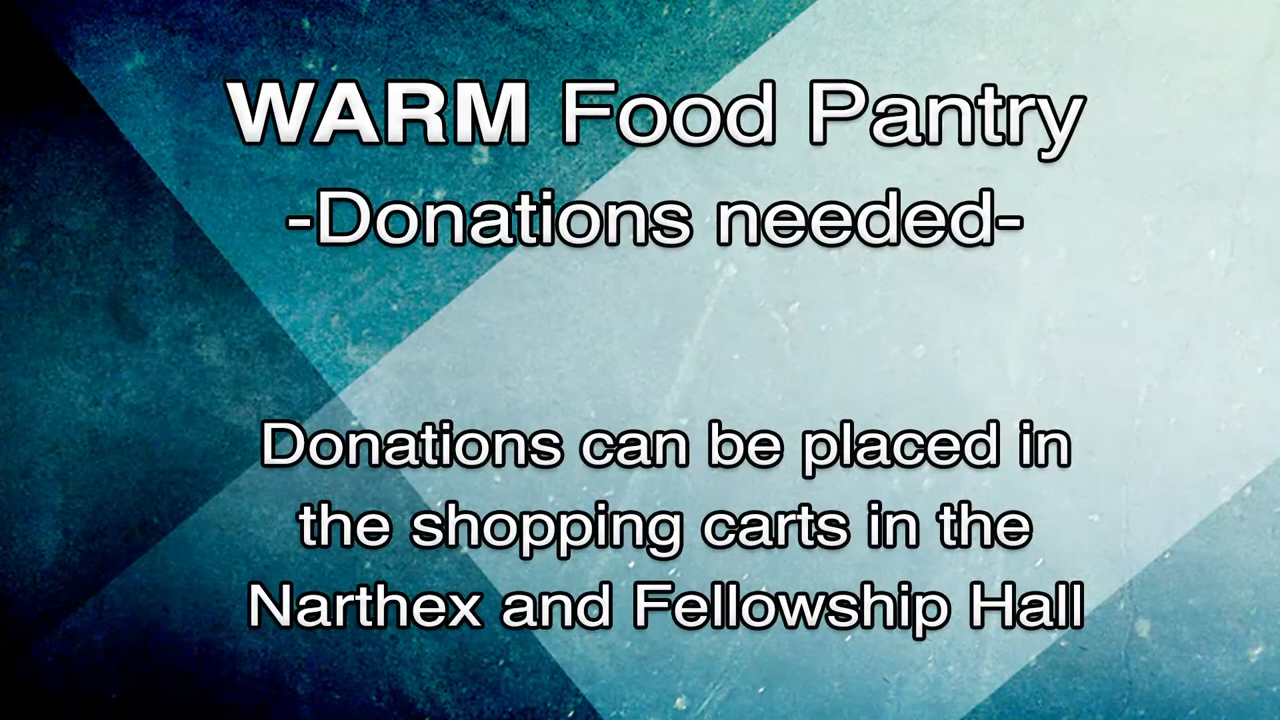 WARM Food Pantry
-Donations needed-
Donations can be placed in
the shopping carts in the
Narthex and Fellowship Hall